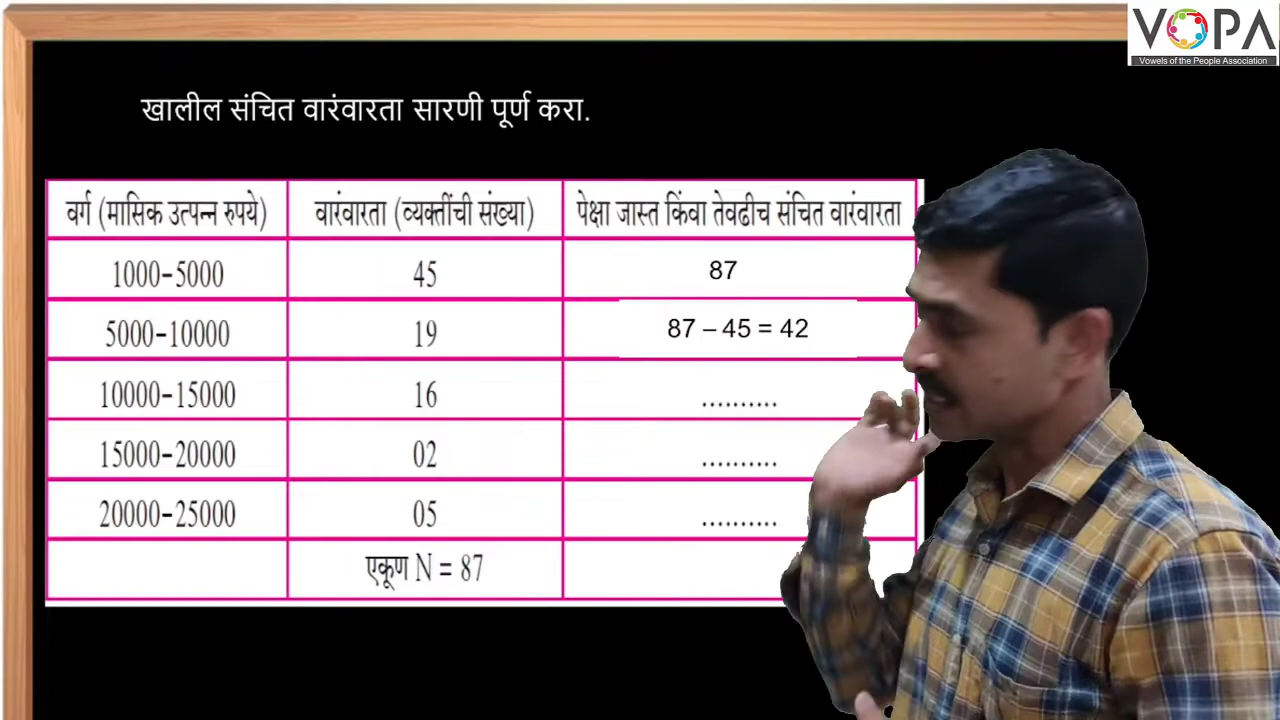 VOPA
Vowels of the People Association
खालील संचित वारंवारता सारणी पूर्ण करा.
वर्ग (मासिक उत्पन्न रुपये) वारंवारता (व्यक्तींची संख्या) पेक्षा जास्त किंवा तेवढीच संचित वारंवारता
1000-5000 45 87
5000-10000 19 87 – 45 = 42
10000-15000 16 ..........
15000-20000 02 ..........
20000-25000 05 ..........
एकूण N = 87